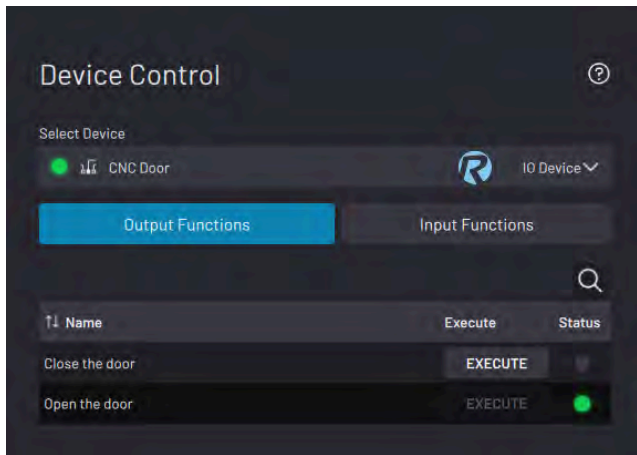 Device Control
Select Device
CNC Door IO Device
Output Functions Input Functions
Name Execute Status
Close the door EXECUTE
Open the door EXECUTE